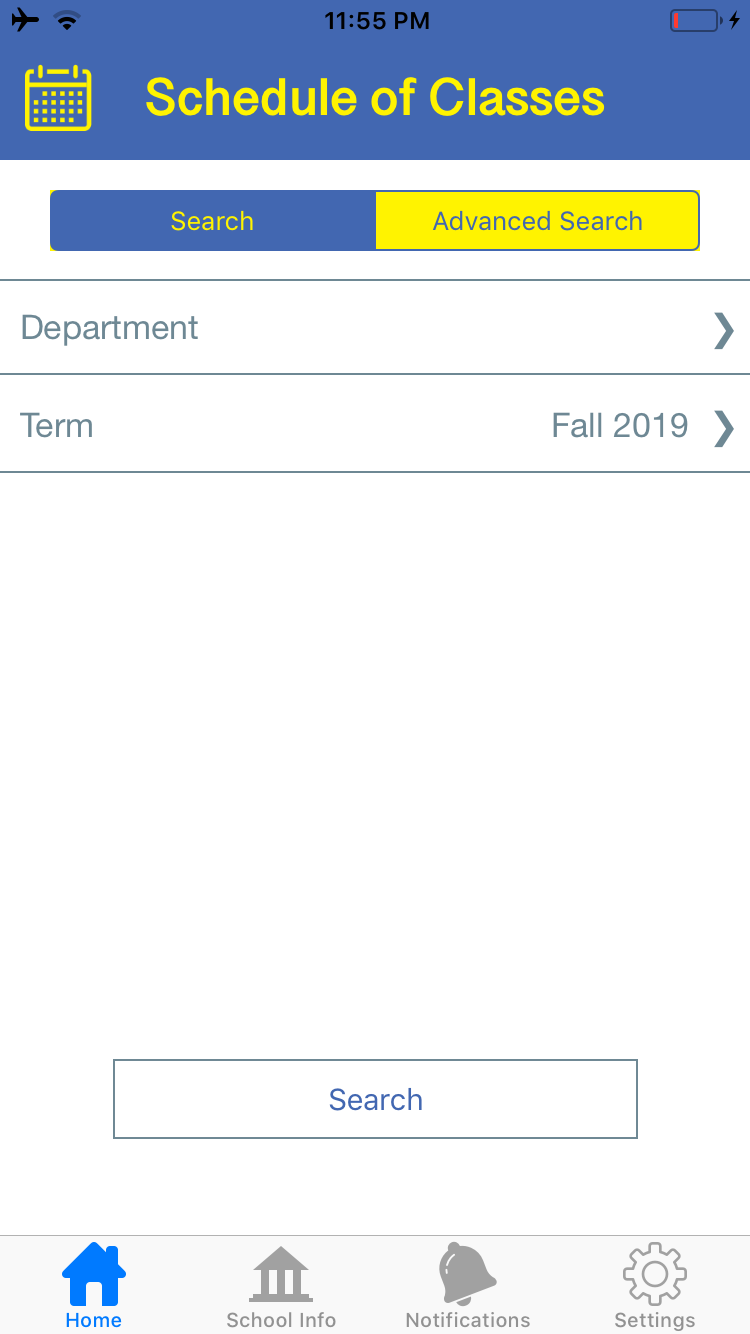 11:55 PM
Schedule of Classes
Search
Advanced Search
Department
Term
Fall 2019
Search
Home
School Info
Notifications
Settings